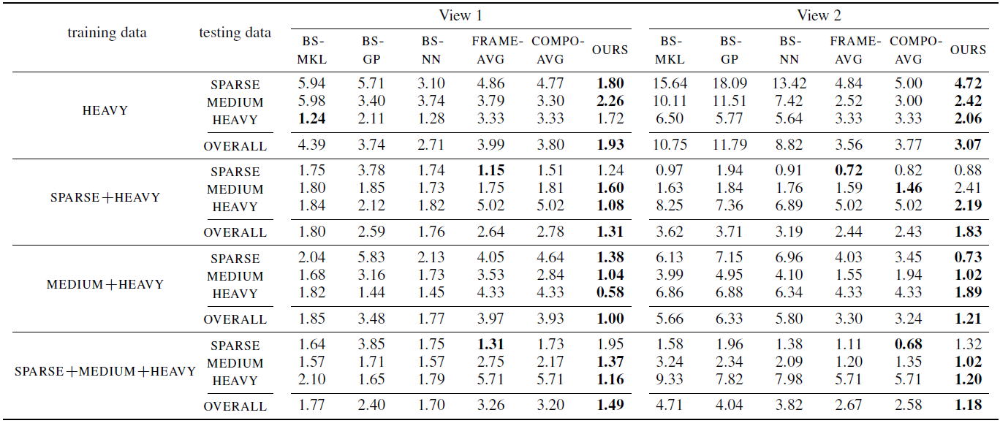 View 1 View 2
training data testing data
BS-MKL BS-GP BS-NN FRAME-AVG COMPO-AVG OURS BS-MKL BS-GP BS-NN FRAME-AVG COMPO-AVG OURS
SPARSE 5.94 5.71 3.10 4.86 4.77 1.80 15.64 18.09 13.42 4.84 5.00 4.72
HEAVY MEDIUM 5.98 3.40 3.74 3.79 3.30 2.26 10.11 11.51 7.42 2.52 3.00 2.42
HEAVY 1.24 2.11 1.28 3.33 3.33 1.72 6.50 5.77 5.64 3.33 3.33 2.06
OVERALL 4.39 3.74 2.71 3.99 3.80 1.93 10.75 11.79 8.82 3.56 3.77 3.07
SPARSE 1.75 3.78 1.74 1.15 1.51 1.24 0.97 1.94 0.91 0.72 0.82 0.88
SPARSE+HEAVY MEDIUM 1.80 1.85 1.73 1.75 1.81 1.60 1.63 1.84 1.76 1.59 1.46 2.41
HEAVY 1.84 2.12 1.82 5.02 5.02 1.08 8.25 7.36 6.89 5.02 5.02 2.19
OVERALL 1.80 2.59 1.76 2.64 2.78 1.31 3.62 3.71 3.19 2.44 2.43 1.83
SPARSE 2.04 5.83 2.13 4.05 4.64 1.38 6.13 7.15 6.96 4.03 3.45 0.73
MEDIUM+HEAVY MEDIUM 1.68 3.16 1.73 3.53 2.84 1.04 3.99 4.95 4.10 1.55 1.94 1.02
HEAVY 1.82 1.44 1.45 4.33 4.33 0.58 6.86 6.88 6.34 4.33 4.33 1.89
OVERALL 1.85 3.48 1.77 3.97 3.93 1.00 5.66 6.33 5.80 3.30 3.24 1.21
SPARSE 1.64 3.85 1.75 1.31 1.73 1.95 1.58 1.96 1.38 1.11 0.68 1.32
SPARSE+MEDIUM+HEAVY MEDIUM 1.57 1.71 1.57 2.75 2.17 1.37 3.24 2.34 2.09 1.20 1.35 1.02
HEAVY 2.10 1.65 1.79 5.71 5.71 1.16 9.33 7.82 7.98 5.71 5.71 1.20
OVERALL 1.77 2.40 1.70 3.26 3.20 1.49 4.71 4.04 3.82 2.67 2.58 1.18